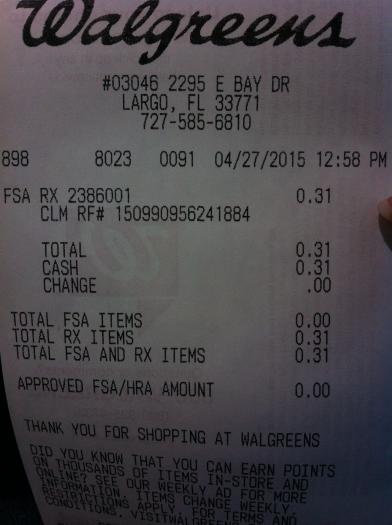 Walgreens
#03046 2295 E BAY DR
LARGO, FL 33771
727-585-6810
898 8023 0091 04/27/2015 12:58 PM
FSA RX 2386001 0.31
CLM RF# 150990956241884
TOTAL 0.31
CASH 0.31
CHANGE .00
TOTAL FSA ITEMS 0.00
TOTAL RX ITEMS 0.31
TOTAL FSA AND RX ITEMS 0.31
APPROVED FSA/HRA AMOUNT 0.00
THANK YOU FOR SHOPPING AT WALGREENS
DID YOU KNOW THAT YOU CAN EARN POINTS
ON THOUSANDS OF ITEMS IN-STORE AND
ONLINE? SEE OUR WEEKLY AD FOR MORE
INFORMATION. ITEMS CHANGE WEEKLY.
RESTRICTIONS APPLY. FOR TERMS AND
CONDITIONS, VISIT